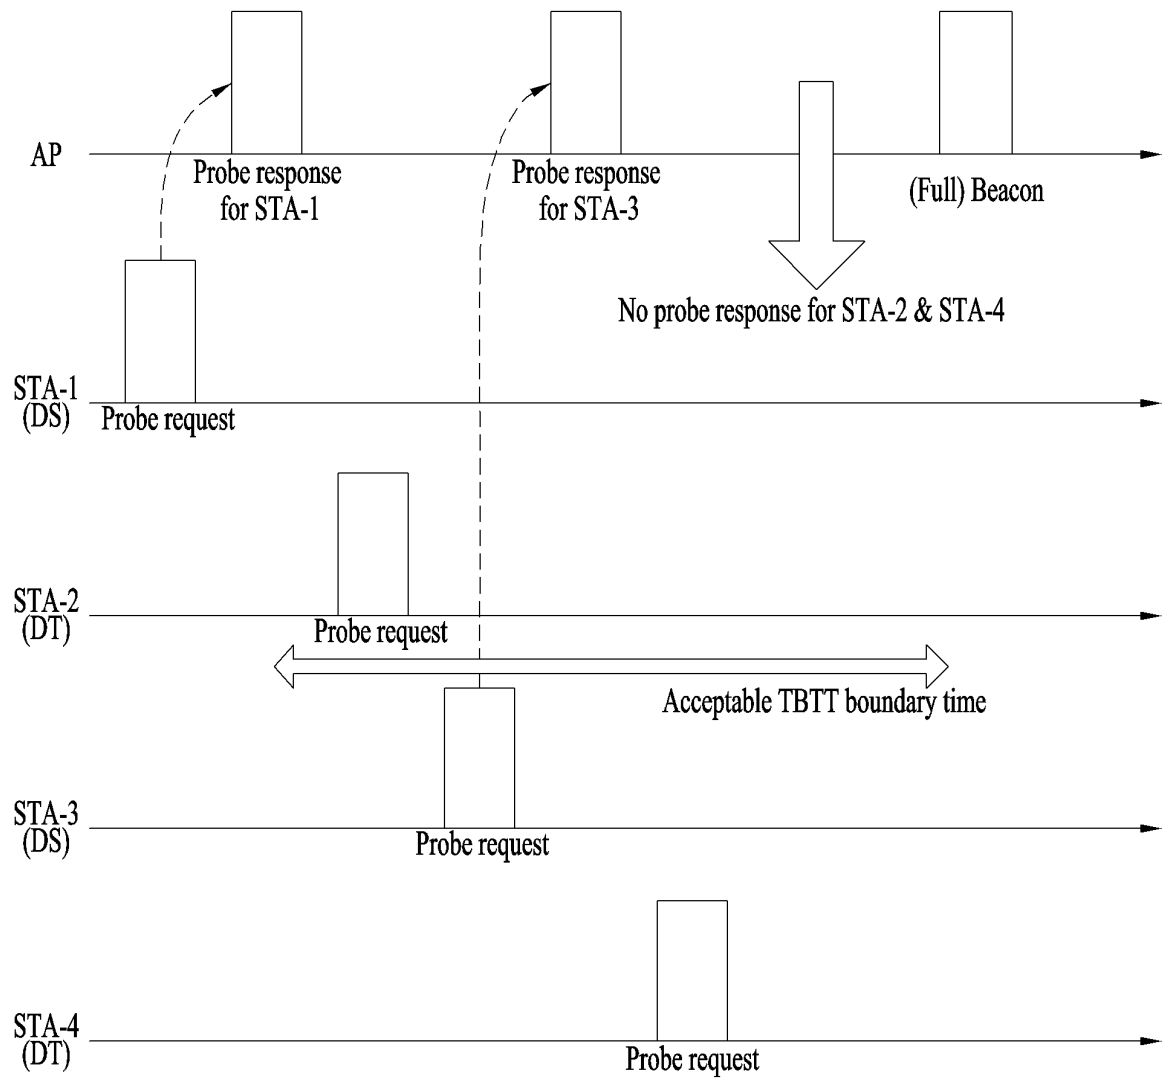 AP
Probe response
for STA-1
Probe response
for STA-3
(Full) Beacon
No probe response for STA-2 & STA-4
STA-1
(DS)
Probe request
STA-2
(DT)
Probe request
Acceptable TBTT boundary time
STA-3
(DS)
Probe request
STA-4
(DT)
Probe request